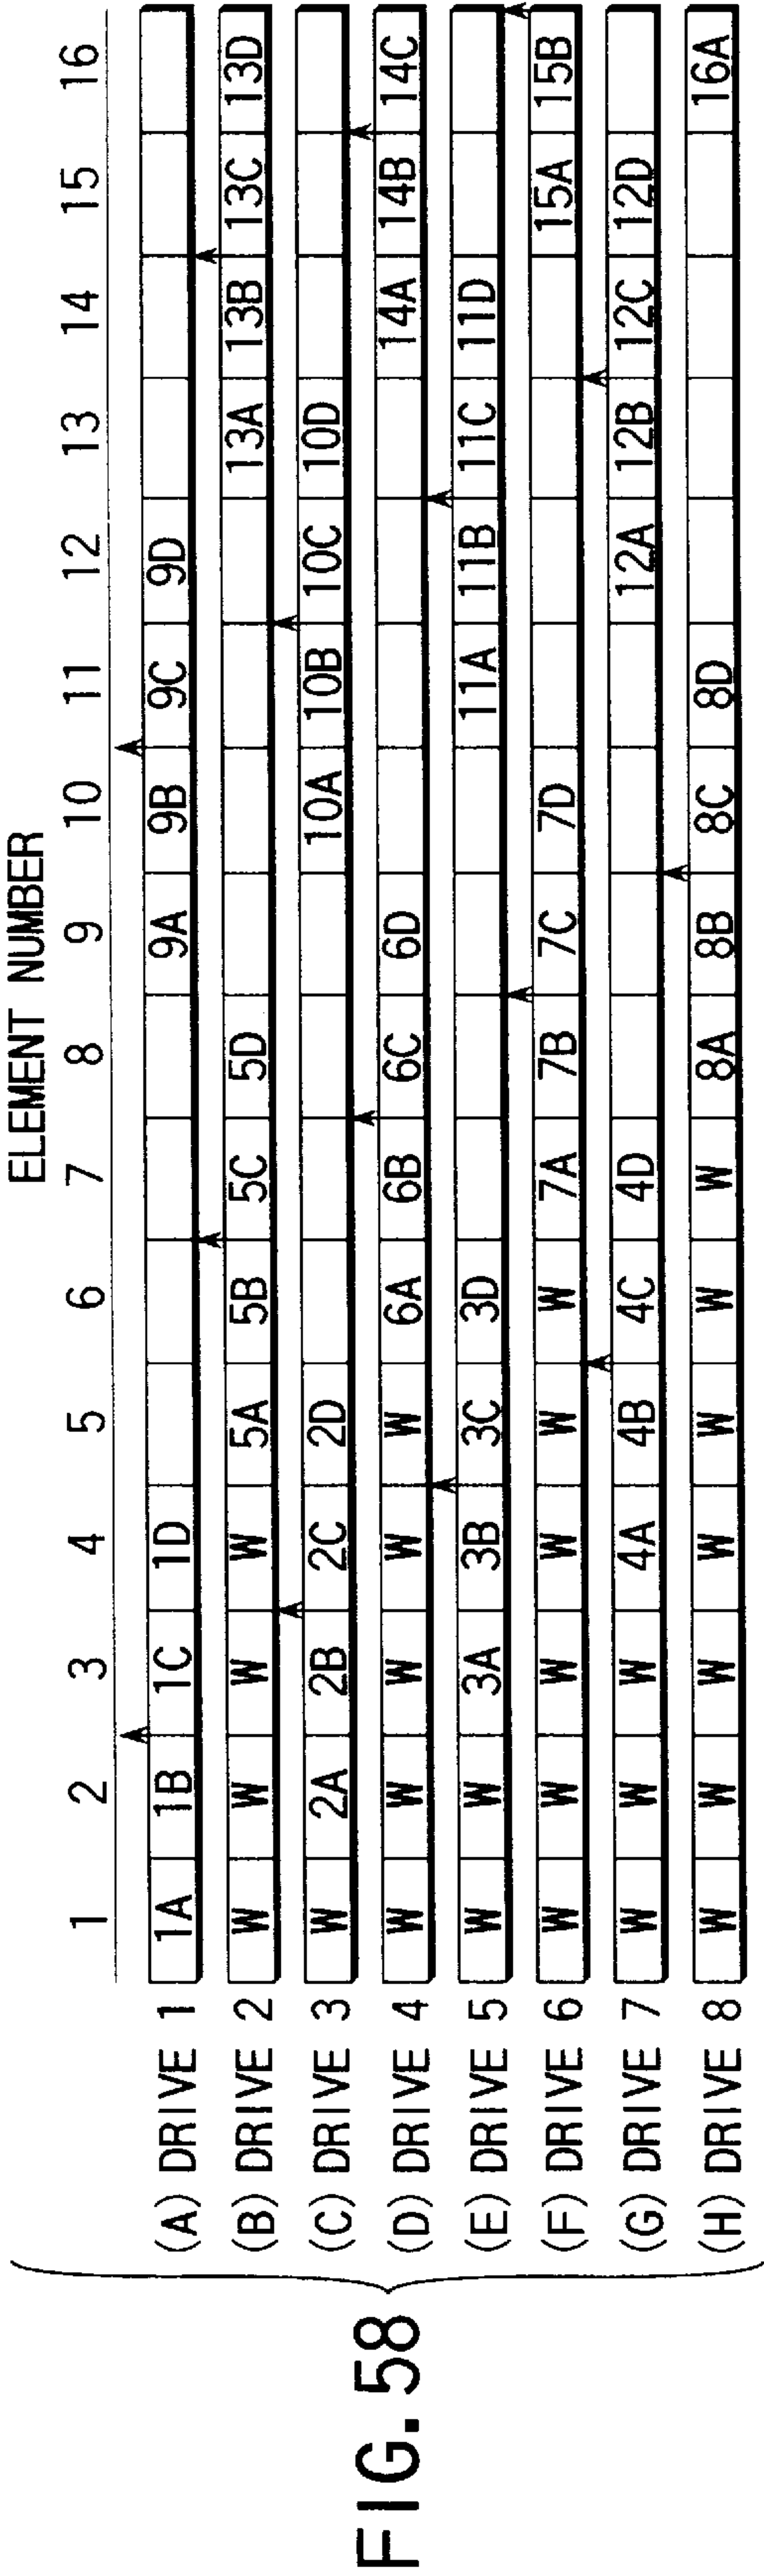 FIG. 58
ELEMENT NUMBER
1 2 3 4 5 6 7 8 9 10 11 12 13 14 15 16
(A) DRIVE 1 1A 1B 1C 1D 9A 9B 9C 9D
(B) DRIVE 2 W W W W 5A 5B 5C 5D 13A 13B 13C 13D
(C) DRIVE 3 W 2A 2B 2C 2D 10A 10B 10C 10D
(D) DRIVE 4 W W W W W 6A 6B 6C 6D 14A 14B 14C
(E) DRIVE 5 W W 3A 3B 3C 3D 11A 11B 11C 11D
(F) DRIVE 6 W W W W W W 7A 7B 7C 7D 15A 15B
(G) DRIVE 7 W W W 4A 4B 4C 4D 12A 12B 12C 12D
(H) DRIVE 8 W W W W W W W 8A 8B 8C 8D 16A